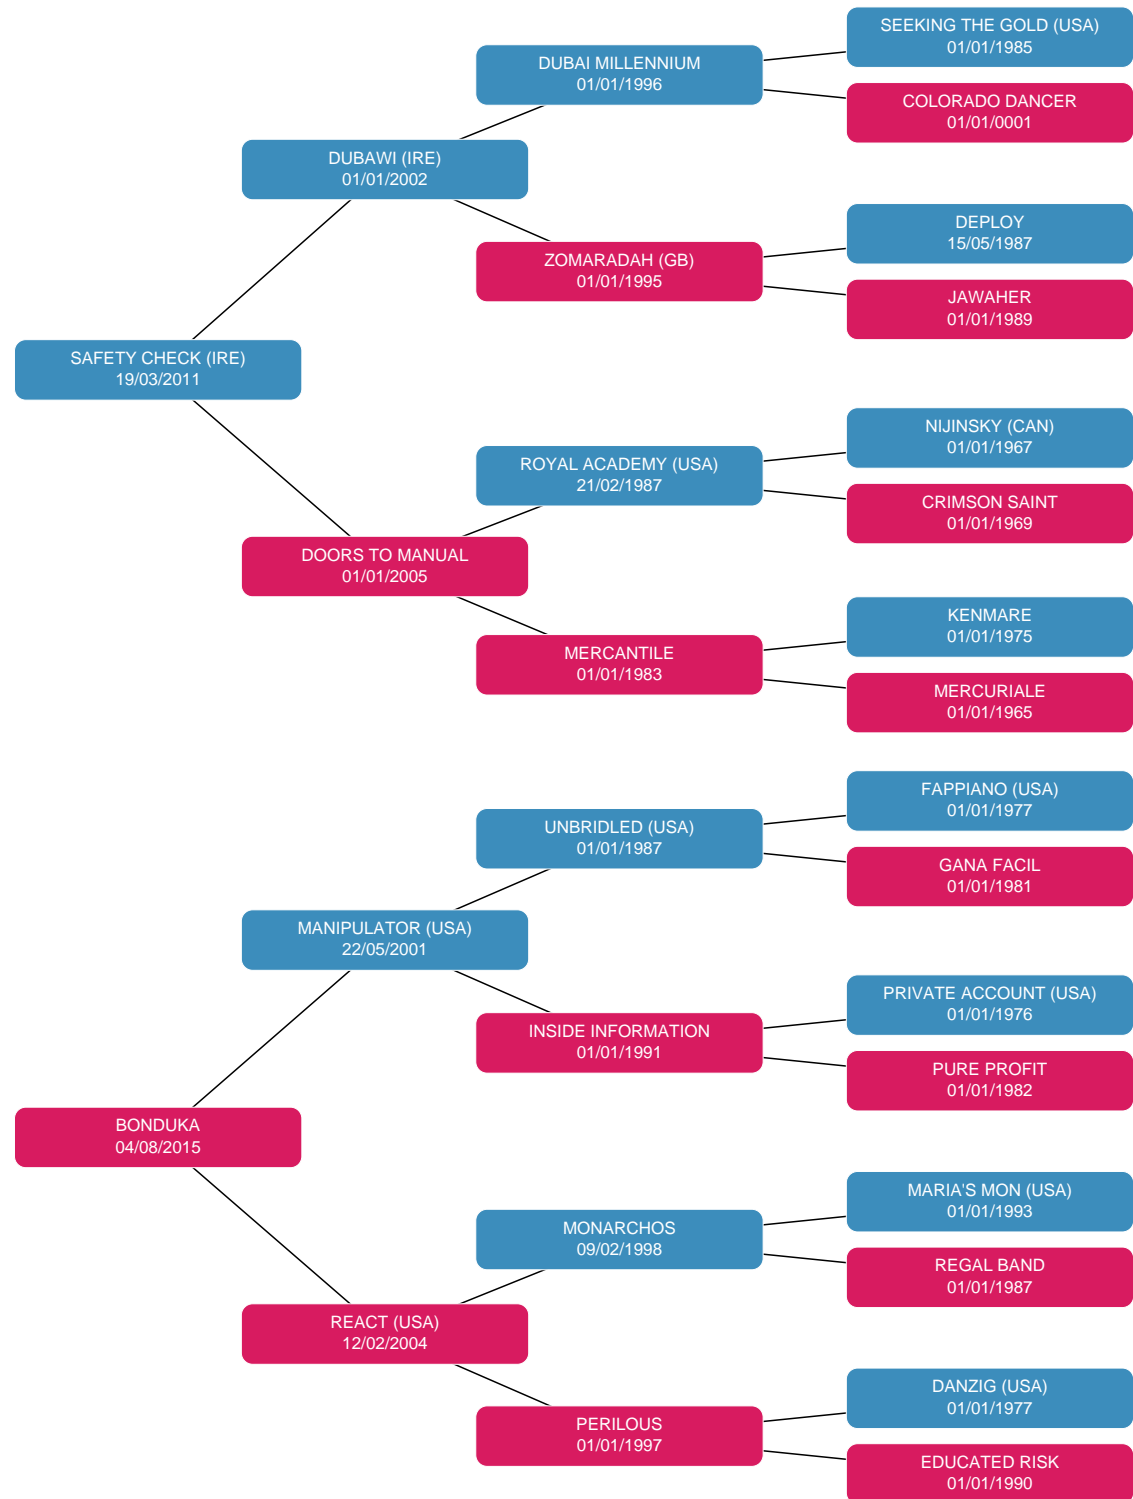 SEEKING THE GOLD (USA)
01/01/1985
DUBAI MILLENNIUM
01/01/1996
COLORADO DANCER
01/01/0001
DUBAWI (IRE)
01/01/2002
DEPLOY
15/05/1987
ZOMARADAH (GB)
01/01/1995
JAWAHER
01/01/1989
SAFETY CHECK (IRE)
19/03/2011
NIJINSKY (CAN)
01/01/1967
ROYAL ACADEMY (USA)
21/02/1987
CRIMSON SAINT
01/01/1969
DOORS TO MANUAL
01/01/2005
KENMARE
01/01/1975
MERCANTILE
01/01/1983
MERCURIALE
01/01/1965
FAPPIANO (USA)
01/01/1977
UNBRIDLED (USA)
01/01/1987
GANA FACIL
01/01/1981
MANIPULATOR (USA)
22/05/2001
PRIVATE ACCOUNT (USA)
01/01/1976
INSIDE INFORMATION
01/01/1991
PURE PROFIT
01/01/1982
BONDUKA
04/08/2015
MARIA'S MON (USA)
01/01/1993
MONARCHOS
09/02/1998
REGAL BAND
01/01/1987
REACT (USA)
12/02/2004
DANZIG (USA)
01/01/1977
PERILOUS
01/01/1997
EDUCATED RISK
01/01/1990